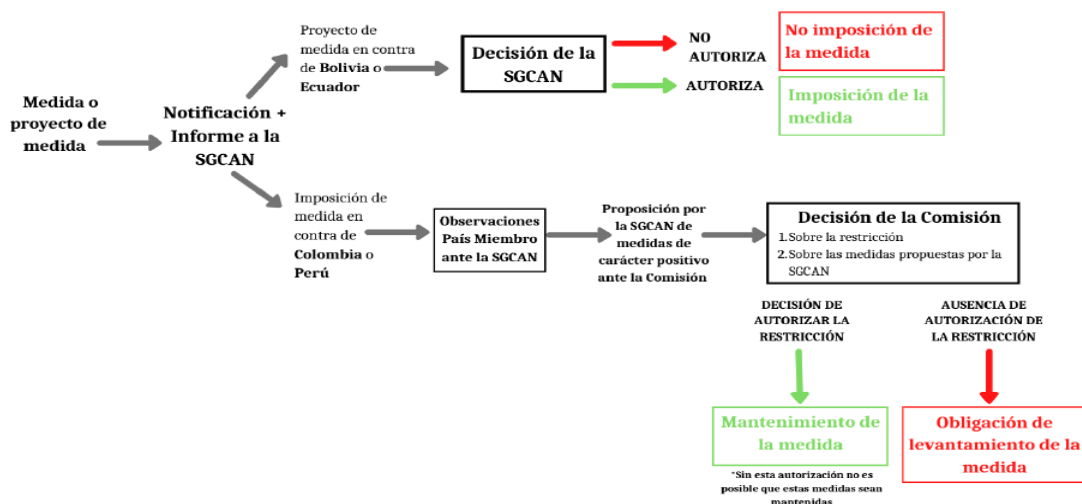 Medida o
proyecto de
medida
Notificación +
Informe a la
SGCAN
Proyecto de
medida en contra
de Bolivia o
Ecuador
Decisión de la
SGCAN
NO
AUTORIZA
No imposición de
la medida
AUTORIZA
Imposición de la
medida
Imposición de
medida en
contra de
Colombia o
Perú
Observaciones
País Miembro
ante la SGCAN
Proposición por
la SGCAN de
medidas de
carácter positivo
ante la Comisión
Decisión de la Comisión
1. Sobre la restricción
2. Sobre las medidas propuestas por la
SGCAN
DECISIÓN DE
AUTORIZAR LA
RESTRICCIÓN
Mantenimiento de
la medida
*Sin esta autorización no es
posible que estas medidas sean
mantenidas
AUSENCIA DE
AUTORIZACIÓN DE
LA RESTRICCIÓN
Obligación de
levantamiento de la
medida